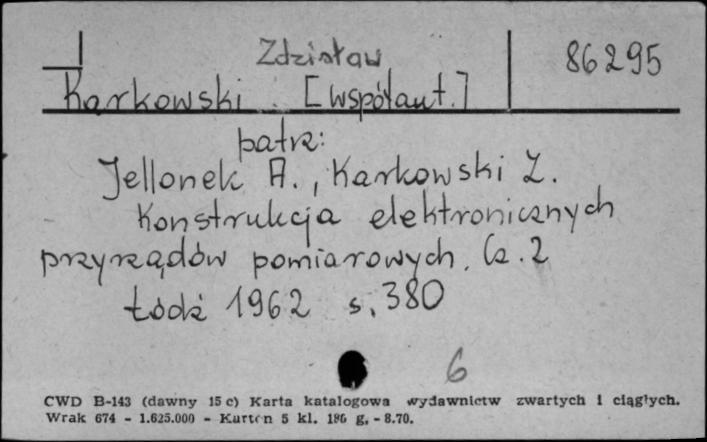 Zdzisław 86295
Karkowski [współaut.]
patrz:
Jellonek A., Karkowski Z.
Konstrukcja elektronicznych
przyrządów pomiarowych. Cz. 2
Łódź 1962 s. 380
6
CWD B-143 (dawny 15 c) Karta katalogowa wydawnictw zwartych i ciągłych.
Wrak 674 - 1.625.000 - Karton 5 kl. 186 g. - 8.70.